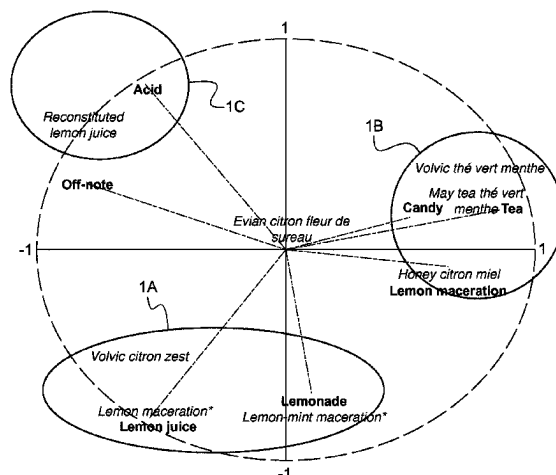 1
Acid
1C
Reconstituted
lemon juice
1B
Volvic thé vert menthe
Off-note
May tea thé vert
menthe Tea
Candy
Evian citron fleur de
sureau
-1
1
Honey citron miel
Lemon maceration
1A
Volvic citron zest
Lemonade
Lemon maceration*
Lemon-mint maceration*
Lemon juice
-1